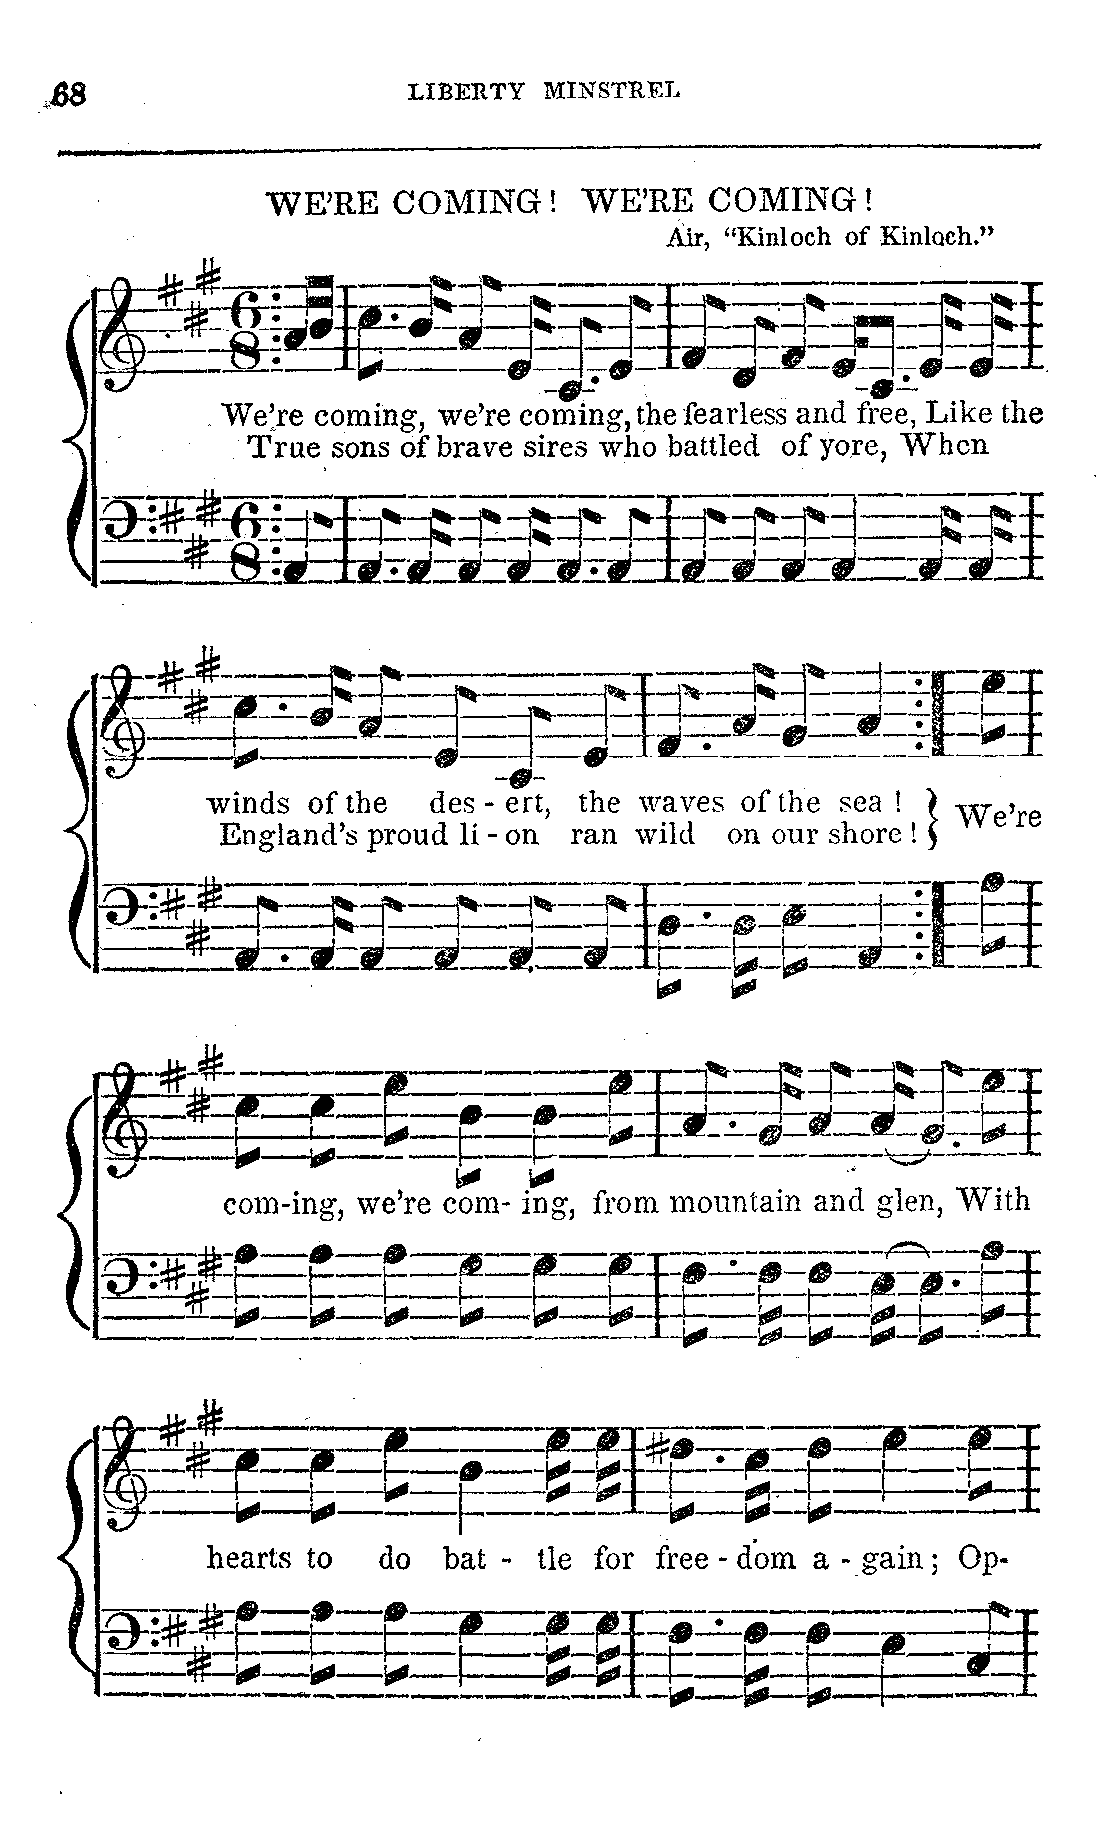 68 LIBERTY MINSTREL
WE'RE COMING! WE'RE COMING!
Air, "Kinloch of Kinloch."
6
8
We're coming, we're coming, the fearless and free, Like the
True sons of brave sires who battled of yore, When
6
8
winds of the des - ert, the waves of the sea !
England's proud li - on ran wild on our shore !
We're
com-ing, we're com- ing, from mountain and glen, With
hearts to do bat - tle for free - dom a - gain; Op-